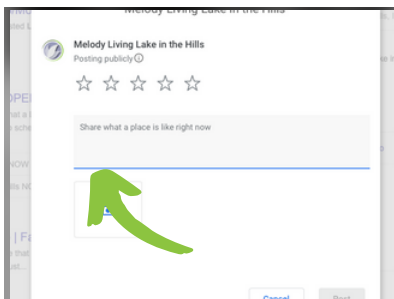 Melody Living Lake in the Hills
Melody Living Lake in the Hills
Posting publicly
Share what a place is like right now
Cancel Post